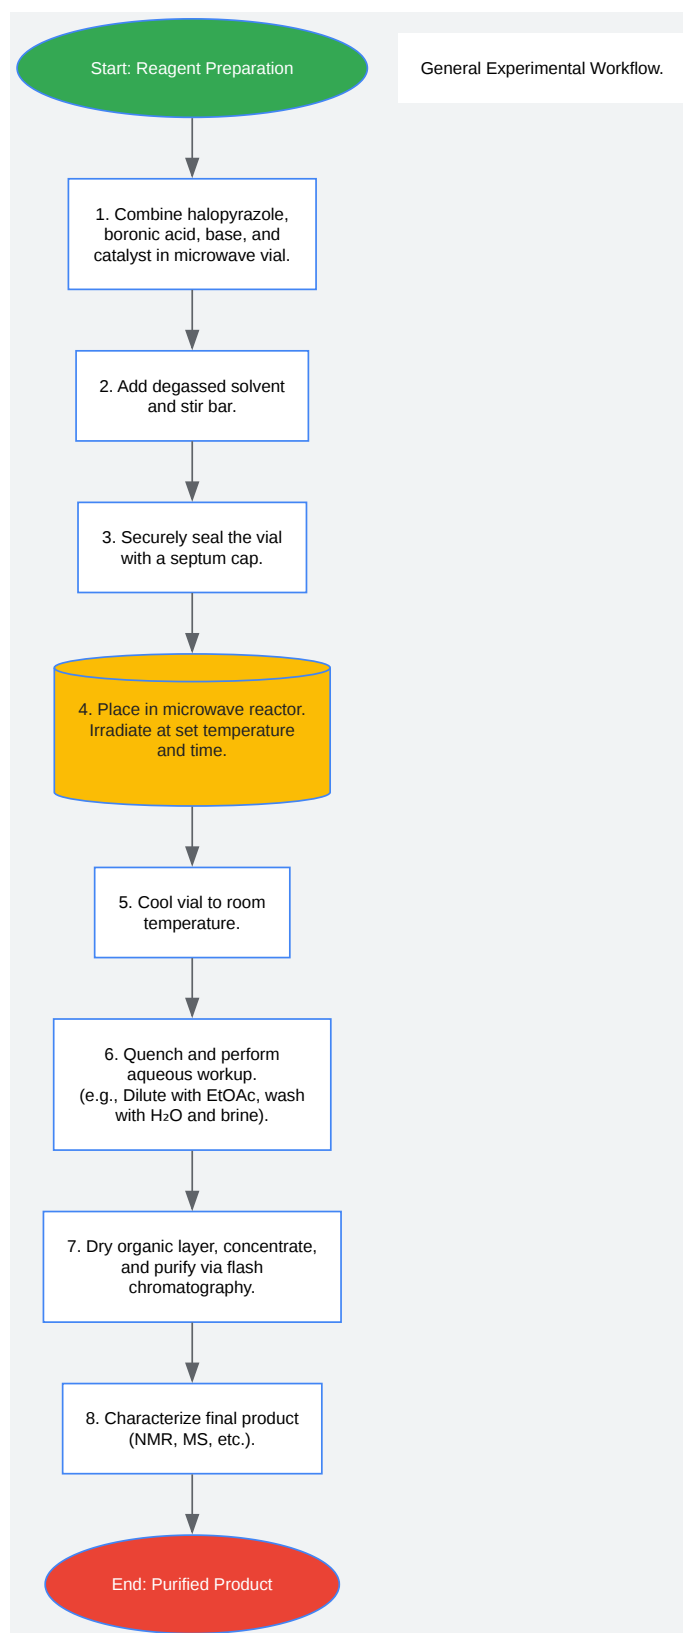 Start: Reagent Preparation
General Experimental Workflow.
1. Combine halopyrazole,
boronic acid, base, and
catalyst in microwave vial.
2. Add degassed solvent
and stir bar.
3. Securely seal the vial
with a septum cap.
4. Place in microwave reactor.
Irradiate at set temperature
and time.
5. Cool vial to room
temperature.
6. Quench and perform
aqueous workup.
(e.g., Dilute with EtOAc, wash
with H₂O and brine).
7. Dry organic layer, concentrate,
and purify via flash
chromatography.
8. Characterize final product
(NMR, MS, etc.).
End: Purified Product